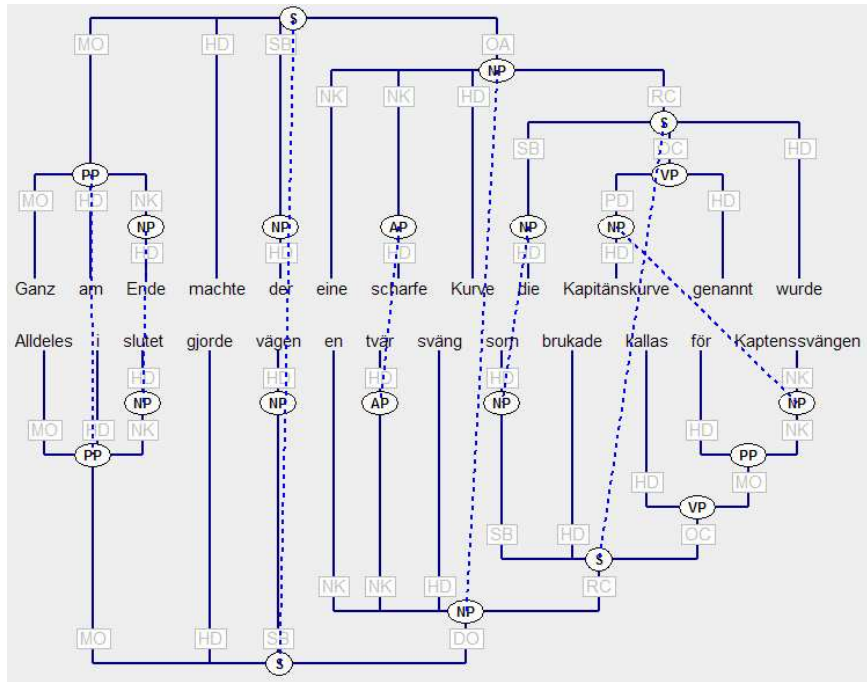 S
MO HD SB OA
NP
NK NK HD RC
S
SB OC HD
PP VP
MO HD NK PD HD
NP NP AP NP NP
HD HD HD HD HD
Ganz am Ende machte der eine scharfe Kurve die Kapitänskurve genannt wurde
Alldeles i slutet gjorde vägen en tvär sväng som brukade kallas för Kaptenssvängen
HD HD HD HD NK
NP NP AP NP NP
MO HD NK HD NK
PP PP
HD MO
VP
SB HD OC
S
NK NK HD RC
NP
MO HD SB DO
S